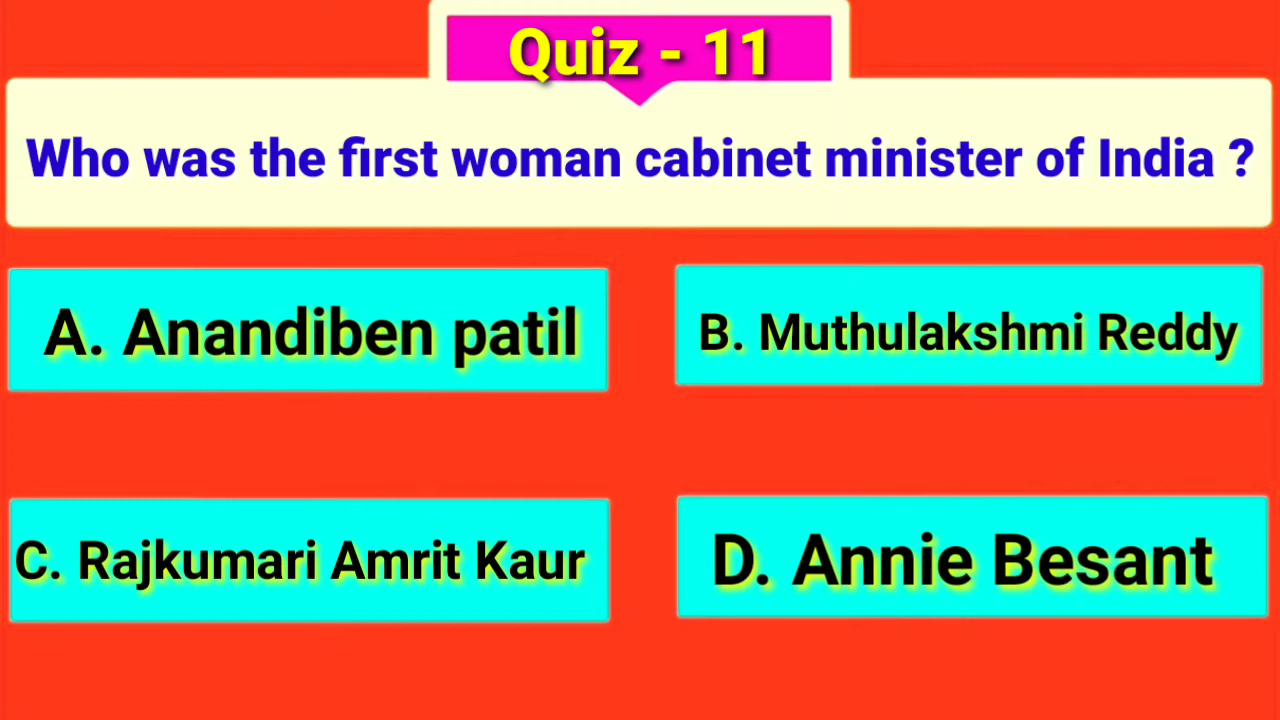 Quiz - 11
Who was the first woman cabinet minister of India ?
A. Anandiben patil
B. Muthulakshmi Reddy
C. Rajkumari Amrit Kaur
D. Annie Besant